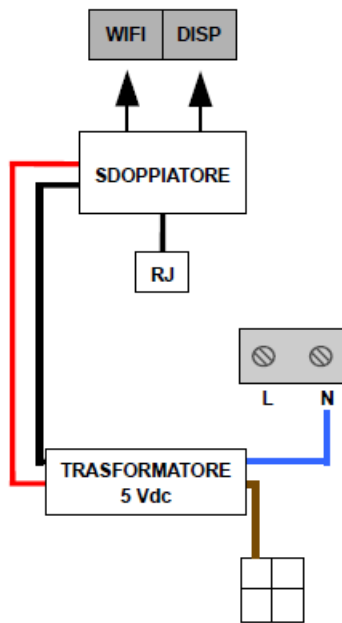 WIFI DISP
SDOPPIATORE
RJ
L N
TRASFORMATORE
5 Vdc